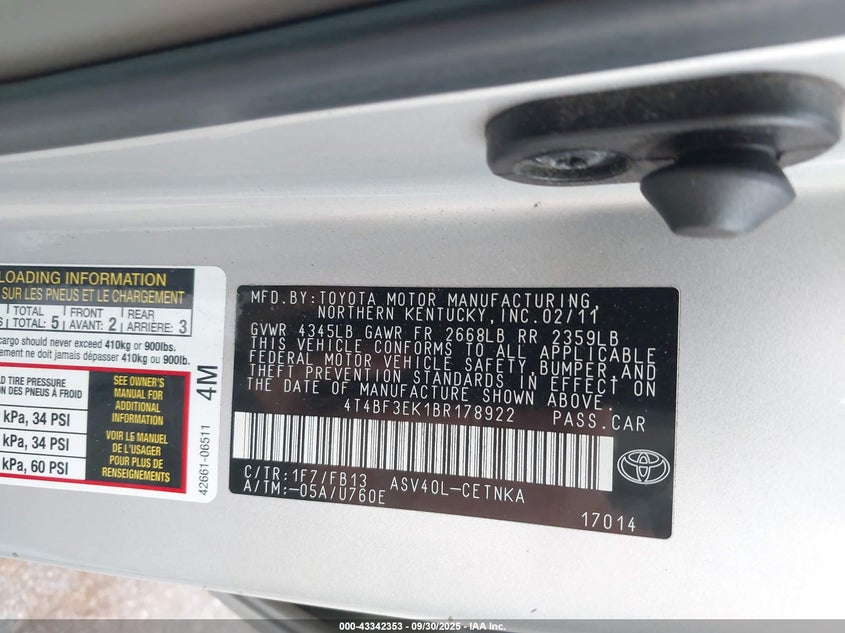 LOADING INFORMATION
SUR LES PNEUS ET LE CHARGEMENT
TOTAL FRONT REAR
TOTAL: 5 AVANT: 2 ARRIÈRE: 3
cargo should never exceed 410kg or 900lbs.
ne doit jamais dépasser 410kg ou 900lb.
TIRE PRESSURE
DES PNEUS À FROID
kPa, 34 PSI
kPa, 34 PSI
kPa, 60 PSI
SEE OWNER'S
MANUAL FOR
ADDITIONAL
INFORMATION
VOIR LE MANUEL
DE L'USAGER
POUR PLUS DE
RENSEIGNEMENTS
4M
42661-06511
MFD.BY:TOYOTA MOTOR MANUFACTURING,
NORTHERN KENTUCKY,INC.02/11
GVWR 4345LB GAWR FR 2668LB RR 2359LB
THIS VEHICLE CONFORMS TO ALL APPLICABLE
FEDERAL MOTOR VEHICLE SAFETY,BUMPER,AND
THEFT PREVENTION STANDARDS IN EFFECT ON
THE DATE OF MANUFACTURE SHOWN ABOVE.
4T4BF3EK1BR178922 PASS.CAR
C/TR:1F7/FB13 ASV40L-CETNKA
A/TM:-05A/U760E
17014
000-43342353 - 09/30/2025 - IAA Inc.